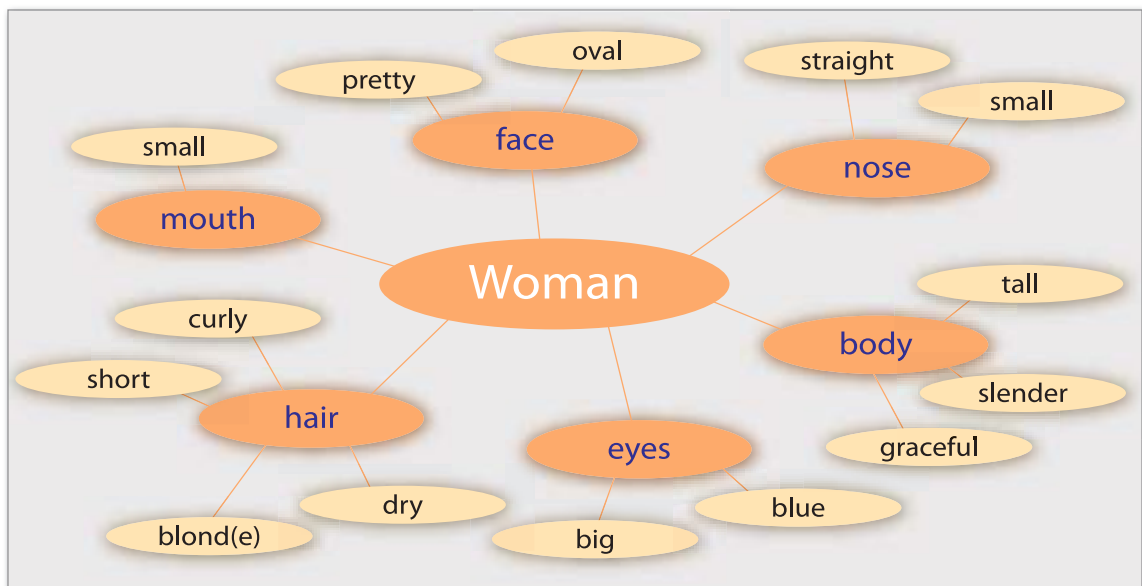 oval
straight
pretty
small
face
small
nose
mouth
Woman
tall
curly
body
short
slender
hair
eyes
graceful
dry
blue
blond(e)
big